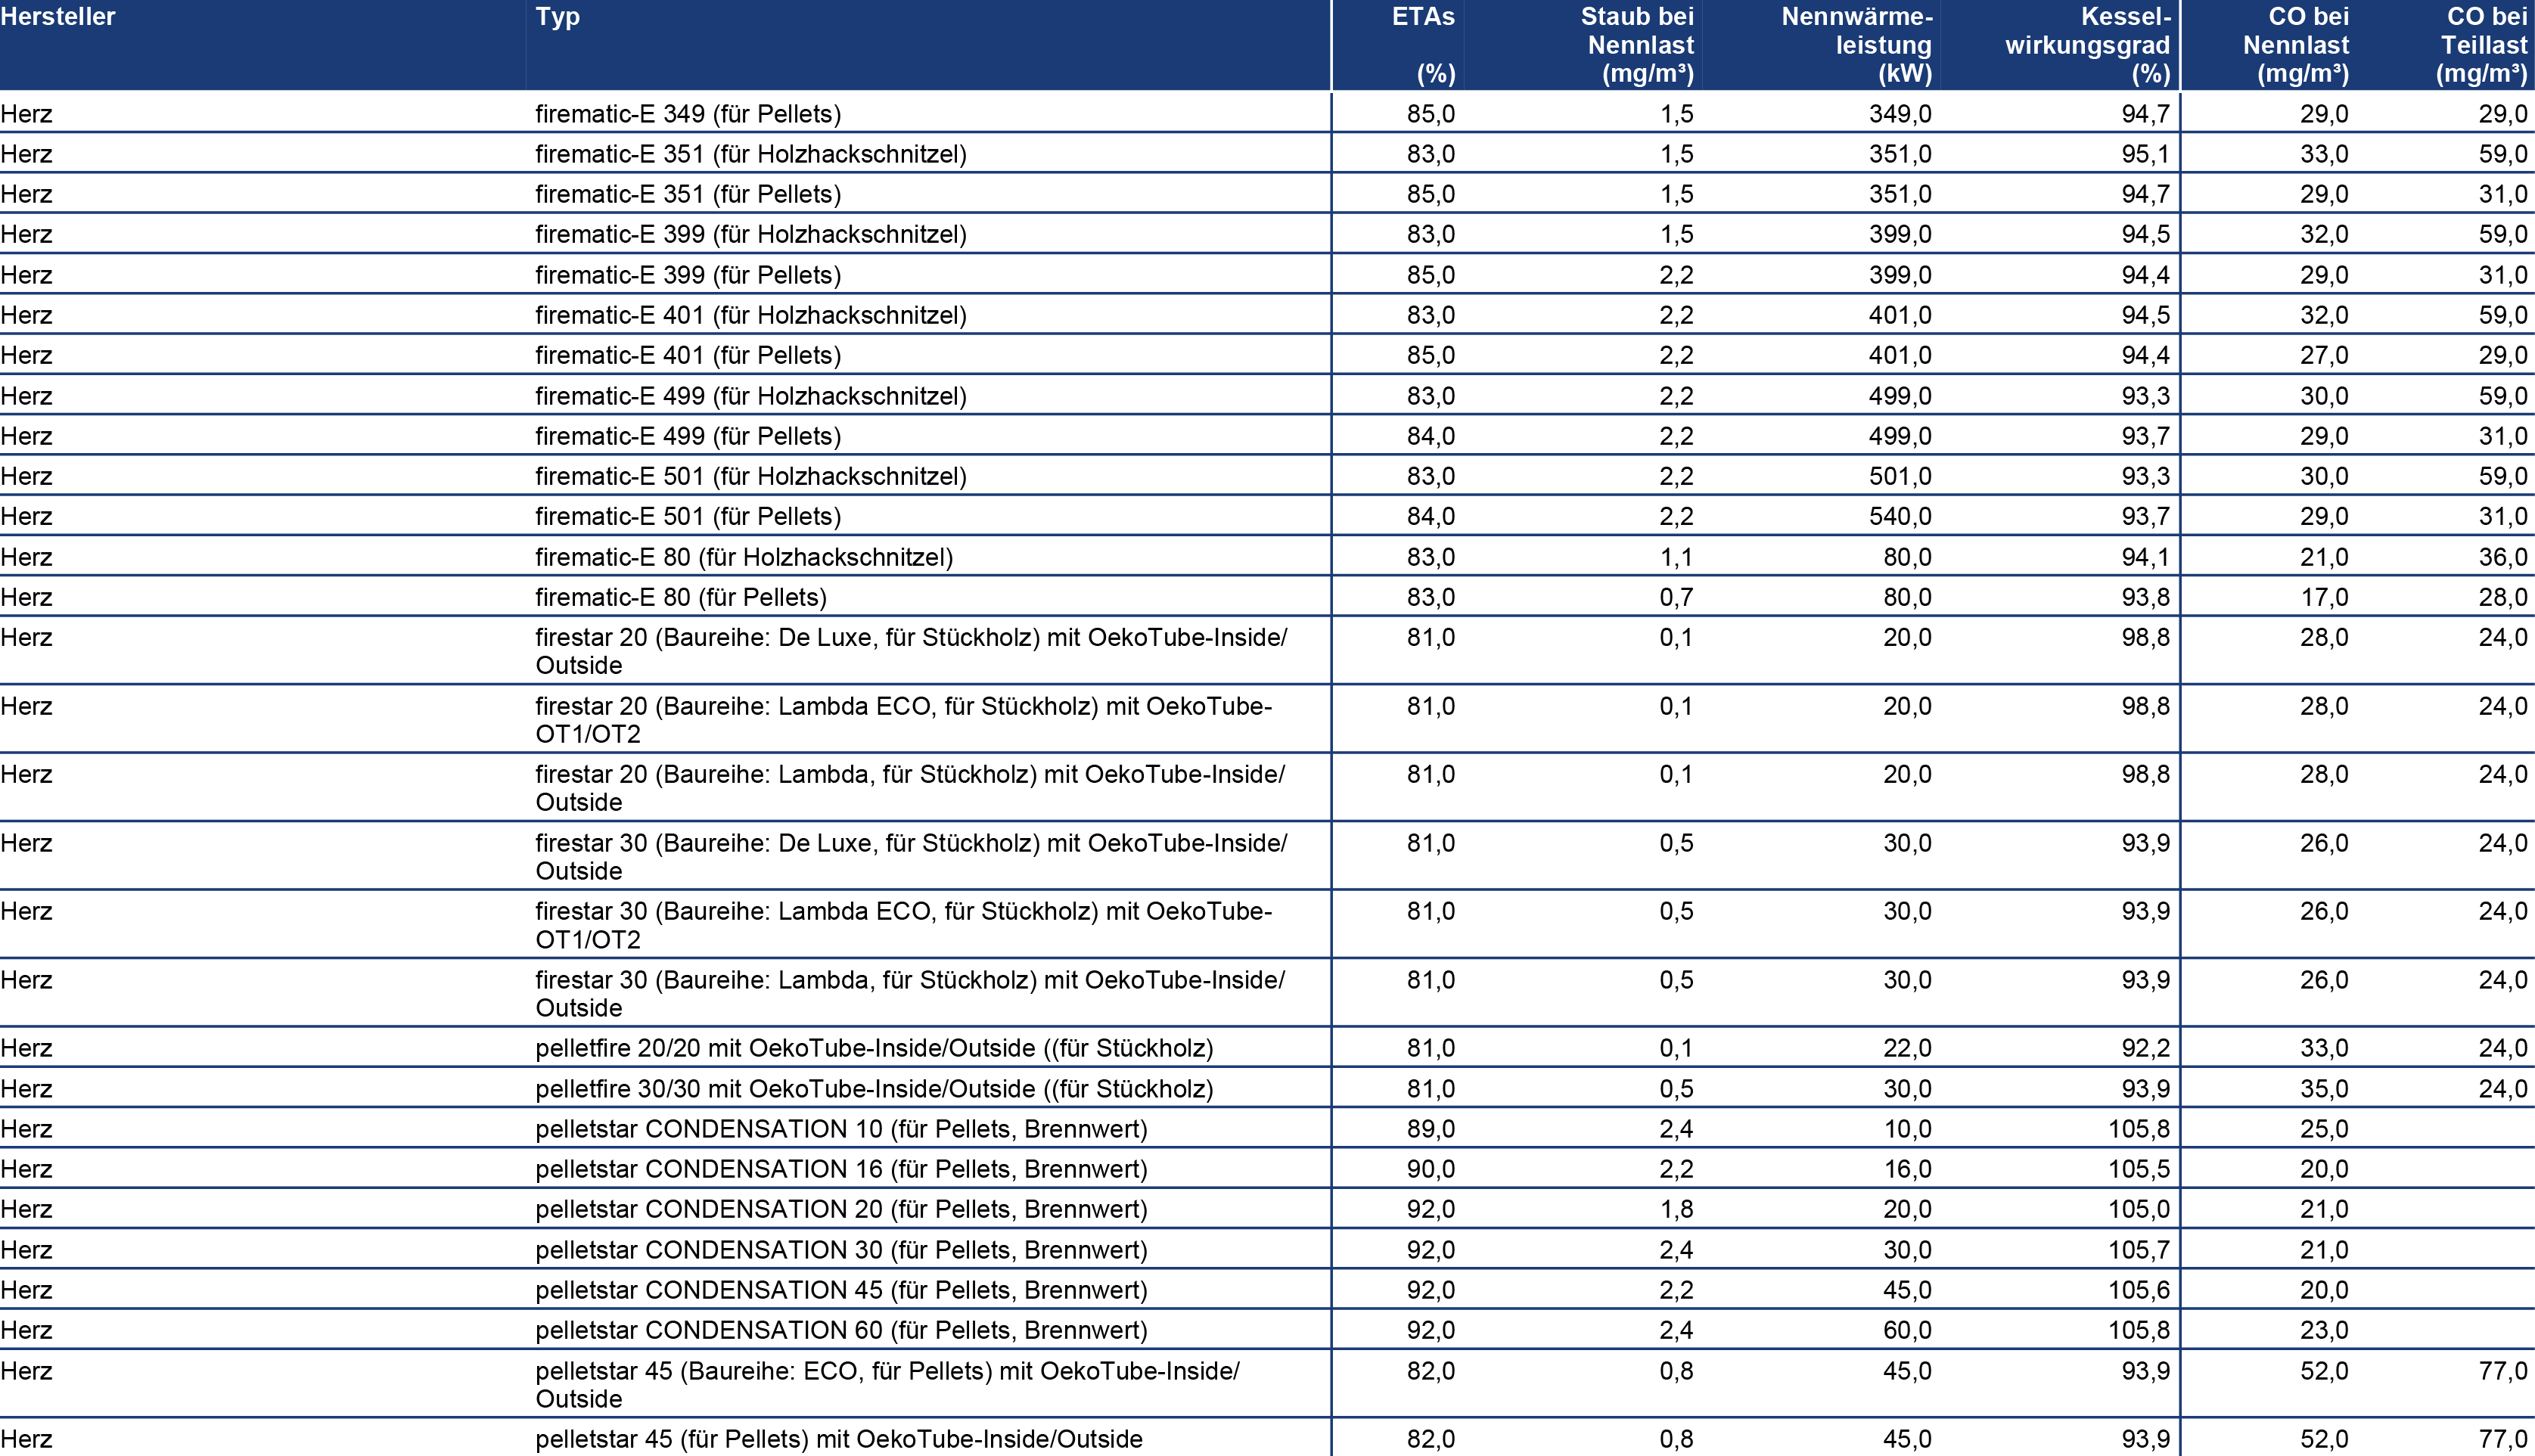 Hersteller Typ ETAs (%) Staub bei Nennlast (mg/m³) Nennwärme-leistung (kW) Kessel-wirkungsgrad (%) CO bei Nennlast (mg/m³) CO bei Teillast (mg/m³)
Herz firematic-E 349 (für Pellets) 85,0 1,5 349,0 94,7 29,0 29,0
Herz firematic-E 351 (für Holzhackschnitzel) 83,0 1,5 351,0 95,1 33,0 59,0
Herz firematic-E 351 (für Pellets) 85,0 1,5 351,0 94,7 29,0 31,0
Herz firematic-E 399 (für Holzhackschnitzel) 83,0 1,5 399,0 94,5 32,0 59,0
Herz firematic-E 399 (für Pellets) 85,0 2,2 399,0 94,4 29,0 31,0
Herz firematic-E 401 (für Holzhackschnitzel) 83,0 2,2 401,0 94,5 32,0 59,0
Herz firematic-E 401 (für Pellets) 85,0 2,2 401,0 94,4 27,0 29,0
Herz firematic-E 499 (für Holzhackschnitzel) 83,0 2,2 499,0 93,3 30,0 59,0
Herz firematic-E 499 (für Pellets) 84,0 2,2 499,0 93,7 29,0 31,0
Herz firematic-E 501 (für Holzhackschnitzel) 83,0 2,2 501,0 93,3 30,0 59,0
Herz firematic-E 501 (für Pellets) 84,0 2,2 540,0 93,7 29,0 31,0
Herz firematic-E 80 (für Holzhackschnitzel) 83,0 1,1 80,0 94,1 21,0 36,0
Herz firematic-E 80 (für Pellets) 83,0 0,7 80,0 93,8 17,0 28,0
Herz firestar 20 (Baureihe: De Luxe, für Stückholz) mit OekoTube-Inside/ 81,0 0,1 20,0 98,8 28,0 24,0
Outside
Herz firestar 20 (Baureihe: Lambda ECO, für Stückholz) mit OekoTube- 81,0 0,1 20,0 98,8 28,0 24,0
OT1/OT2
Herz firestar 20 (Baureihe: Lambda, für Stückholz) mit OekoTube-Inside/ 81,0 0,1 20,0 98,8 28,0 24,0
Outside
Herz firestar 30 (Baureihe: De Luxe, für Stückholz) mit OekoTube-Inside/ 81,0 0,5 30,0 93,9 26,0 24,0
Outside
Herz firestar 30 (Baureihe: Lambda ECO, für Stückholz) mit OekoTube- 81,0 0,5 30,0 93,9 26,0 24,0
OT1/OT2
Herz firestar 30 (Baureihe: Lambda, für Stückholz) mit OekoTube-Inside/ 81,0 0,5 30,0 93,9 26,0 24,0
Outside
Herz pelletfire 20/20 mit OekoTube-Inside/Outside ((für Stückholz) 81,0 0,1 22,0 92,2 33,0 24,0
Herz pelletfire 30/30 mit OekoTube-Inside/Outside ((für Stückholz) 81,0 0,5 30,0 93,9 35,0 24,0
Herz pelletstar CONDENSATION 10 (für Pellets, Brennwert) 89,0 2,4 10,0 105,8 25,0
Herz pelletstar CONDENSATION 16 (für Pellets, Brennwert) 90,0 2,2 16,0 105,5 20,0
Herz pelletstar CONDENSATION 20 (für Pellets, Brennwert) 92,0 1,8 20,0 105,0 21,0
Herz pelletstar CONDENSATION 30 (für Pellets, Brennwert) 92,0 2,4 30,0 105,7 21,0
Herz pelletstar CONDENSATION 45 (für Pellets, Brennwert) 92,0 2,2 45,0 105,6 20,0
Herz pelletstar CONDENSATION 60 (für Pellets, Brennwert) 92,0 2,4 60,0 105,8 23,0
Herz pelletstar 45 (Baureihe: ECO, für Pellets) mit OekoTube-Inside/ 82,0 0,8 45,0 93,9 52,0 77,0
Outside
Herz pelletstar 45 (für Pellets) mit OekoTube-Inside/Outside 82,0 0,8 45,0 93,9 52,0 77,0